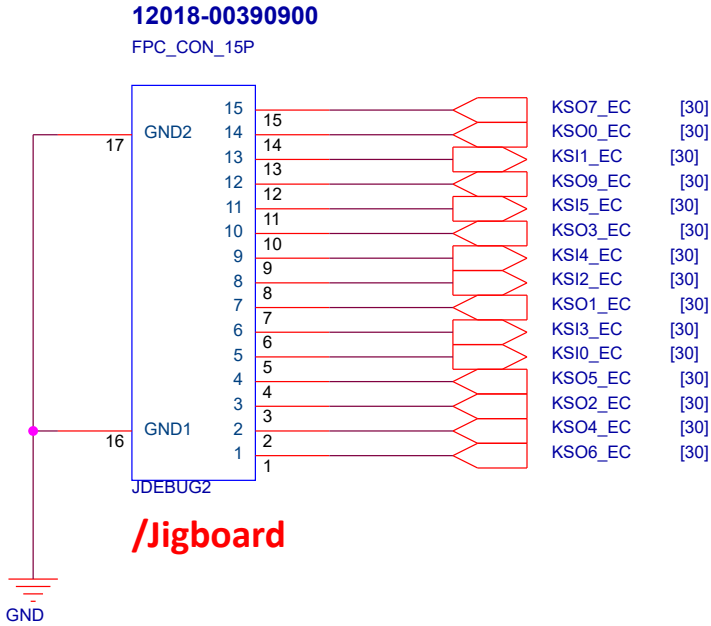 12018-00390900
FPC_CON_15P
15 15 KSO7_EC [30]
17 GND2 14 14 KSO0_EC [30]
13 13 KSI1_EC [30]
12 12 KSO9_EC [30]
11 11 KSI5_EC [30]
10 10 KSO3_EC [30]
9 9 KSI4_EC [30]
8 8 KSI2_EC [30]
7 7 KSO1_EC [30]
6 6 KSI3_EC [30]
5 5 KSI0_EC [30]
4 4 KSO5_EC [30]
3 3 KSO2_EC [30]
16 GND1 2 2 KSO4_EC [30]
1 1 KSO6_EC [30]
JDEBUG2
/Jigboard
GND